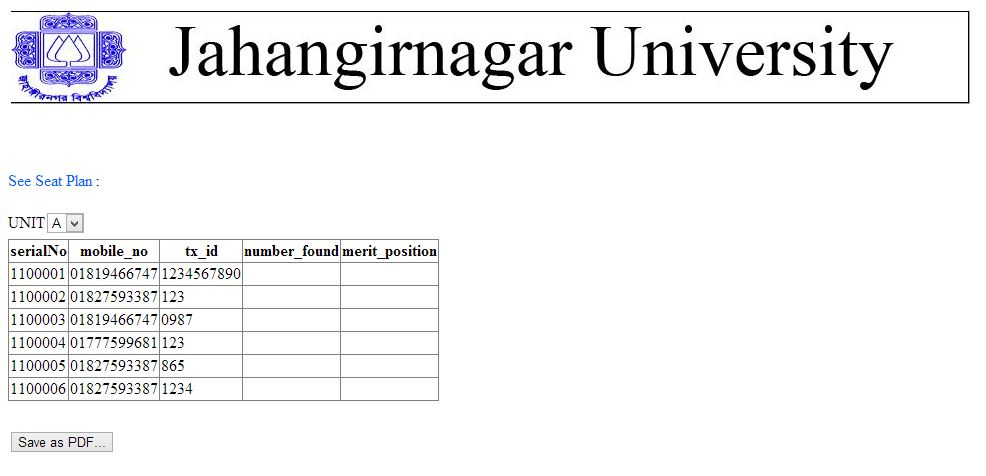 Jahangirnagar University
জাহাঙ্গীরনগর বিশ্ববিদ্যালয়
See Seat Plan :
UNIT A
serialNo mobile_no tx_id number_found merit_position
1100001 01819466747 1234567890
1100002 01827593387 123
1100003 01819466747 0987
1100004 01777599681 123
1100005 01827593387 865
1100006 01827593387 1234
Save as PDF...